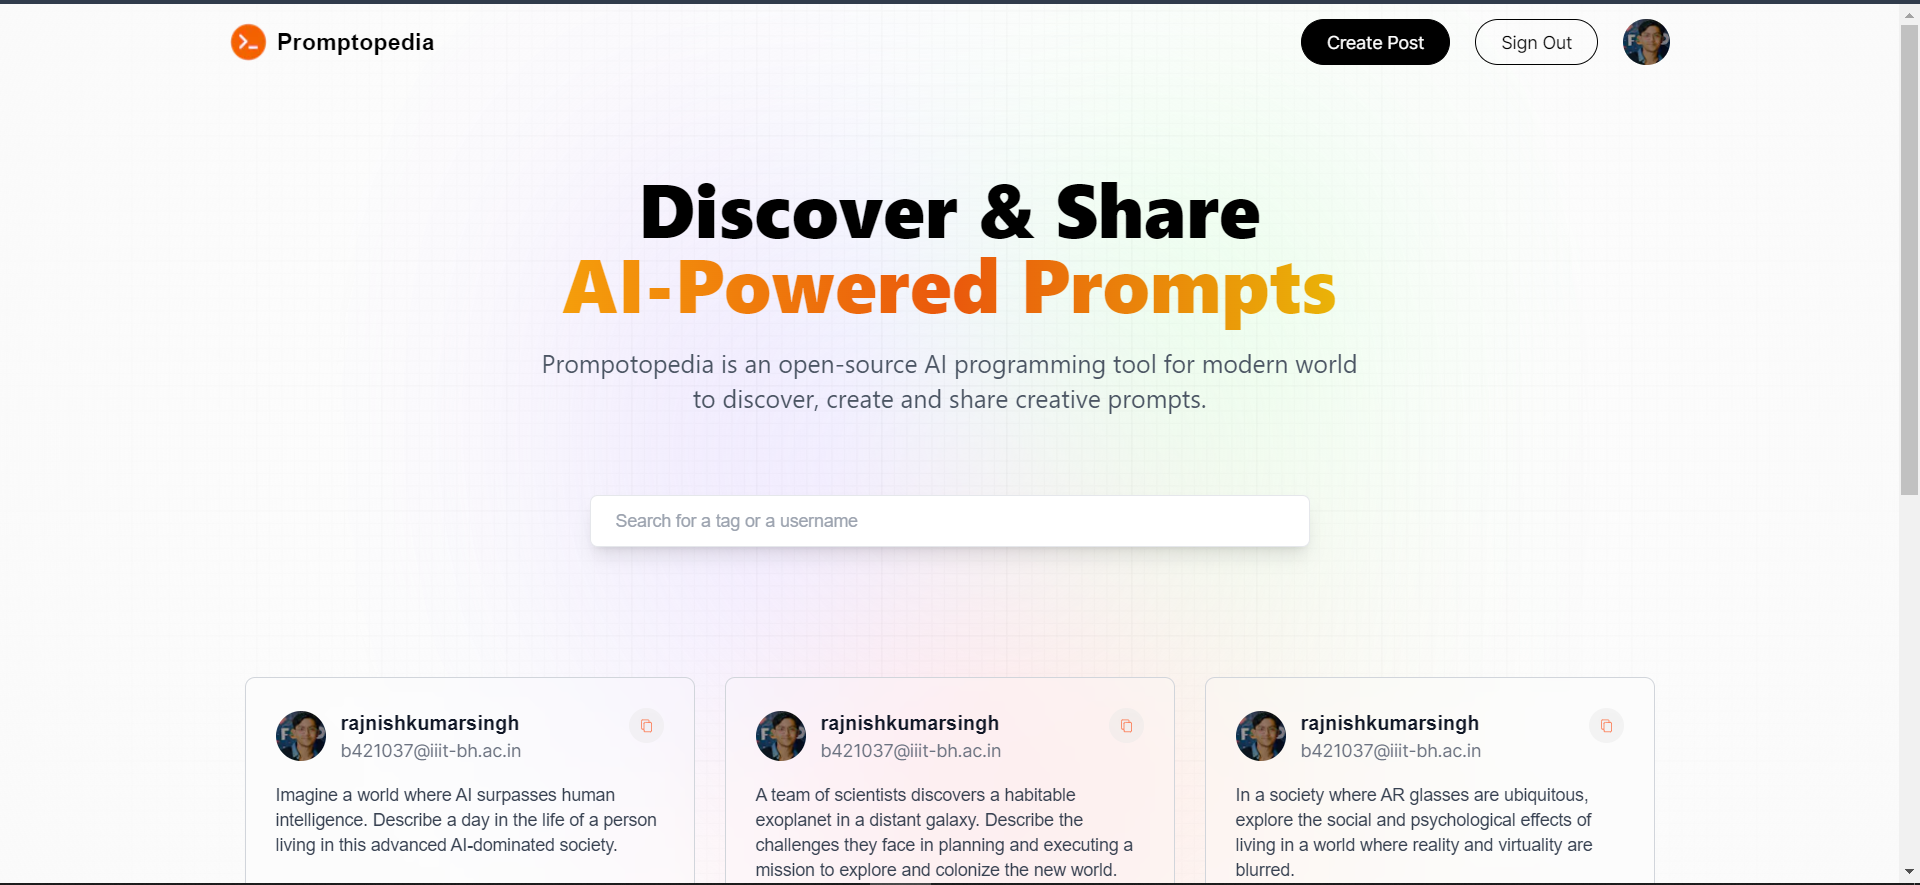 Promptopedia
Create Post
Sign Out
Discover & Share
AI-Powered Prompts
Prompotopedia is an open-source AI programming tool for modern world
to discover, create and share creative prompts.
Search for a tag or a username
rajnishkumarsingh
b421037@iiit-bh.ac.in
Imagine a world where AI surpasses human
intelligence. Describe a day in the life of a person
living in this advanced AI-dominated society.
rajnishkumarsingh
b421037@iiit-bh.ac.in
A team of scientists discovers a habitable
exoplanet in a distant galaxy. Describe the
challenges they face in planning and executing a
mission to explore and colonize the new world.
rajnishkumarsingh
b421037@iiit-bh.ac.in
In a society where AR glasses are ubiquitous,
explore the social and psychological effects of
living in a world where reality and virtuality are
blurred.